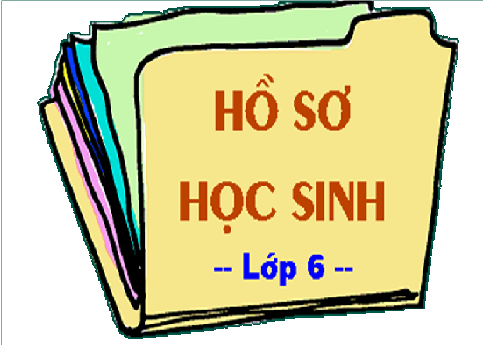 HỒ SƠ
HỌC SINH
-- Lớp 6 --